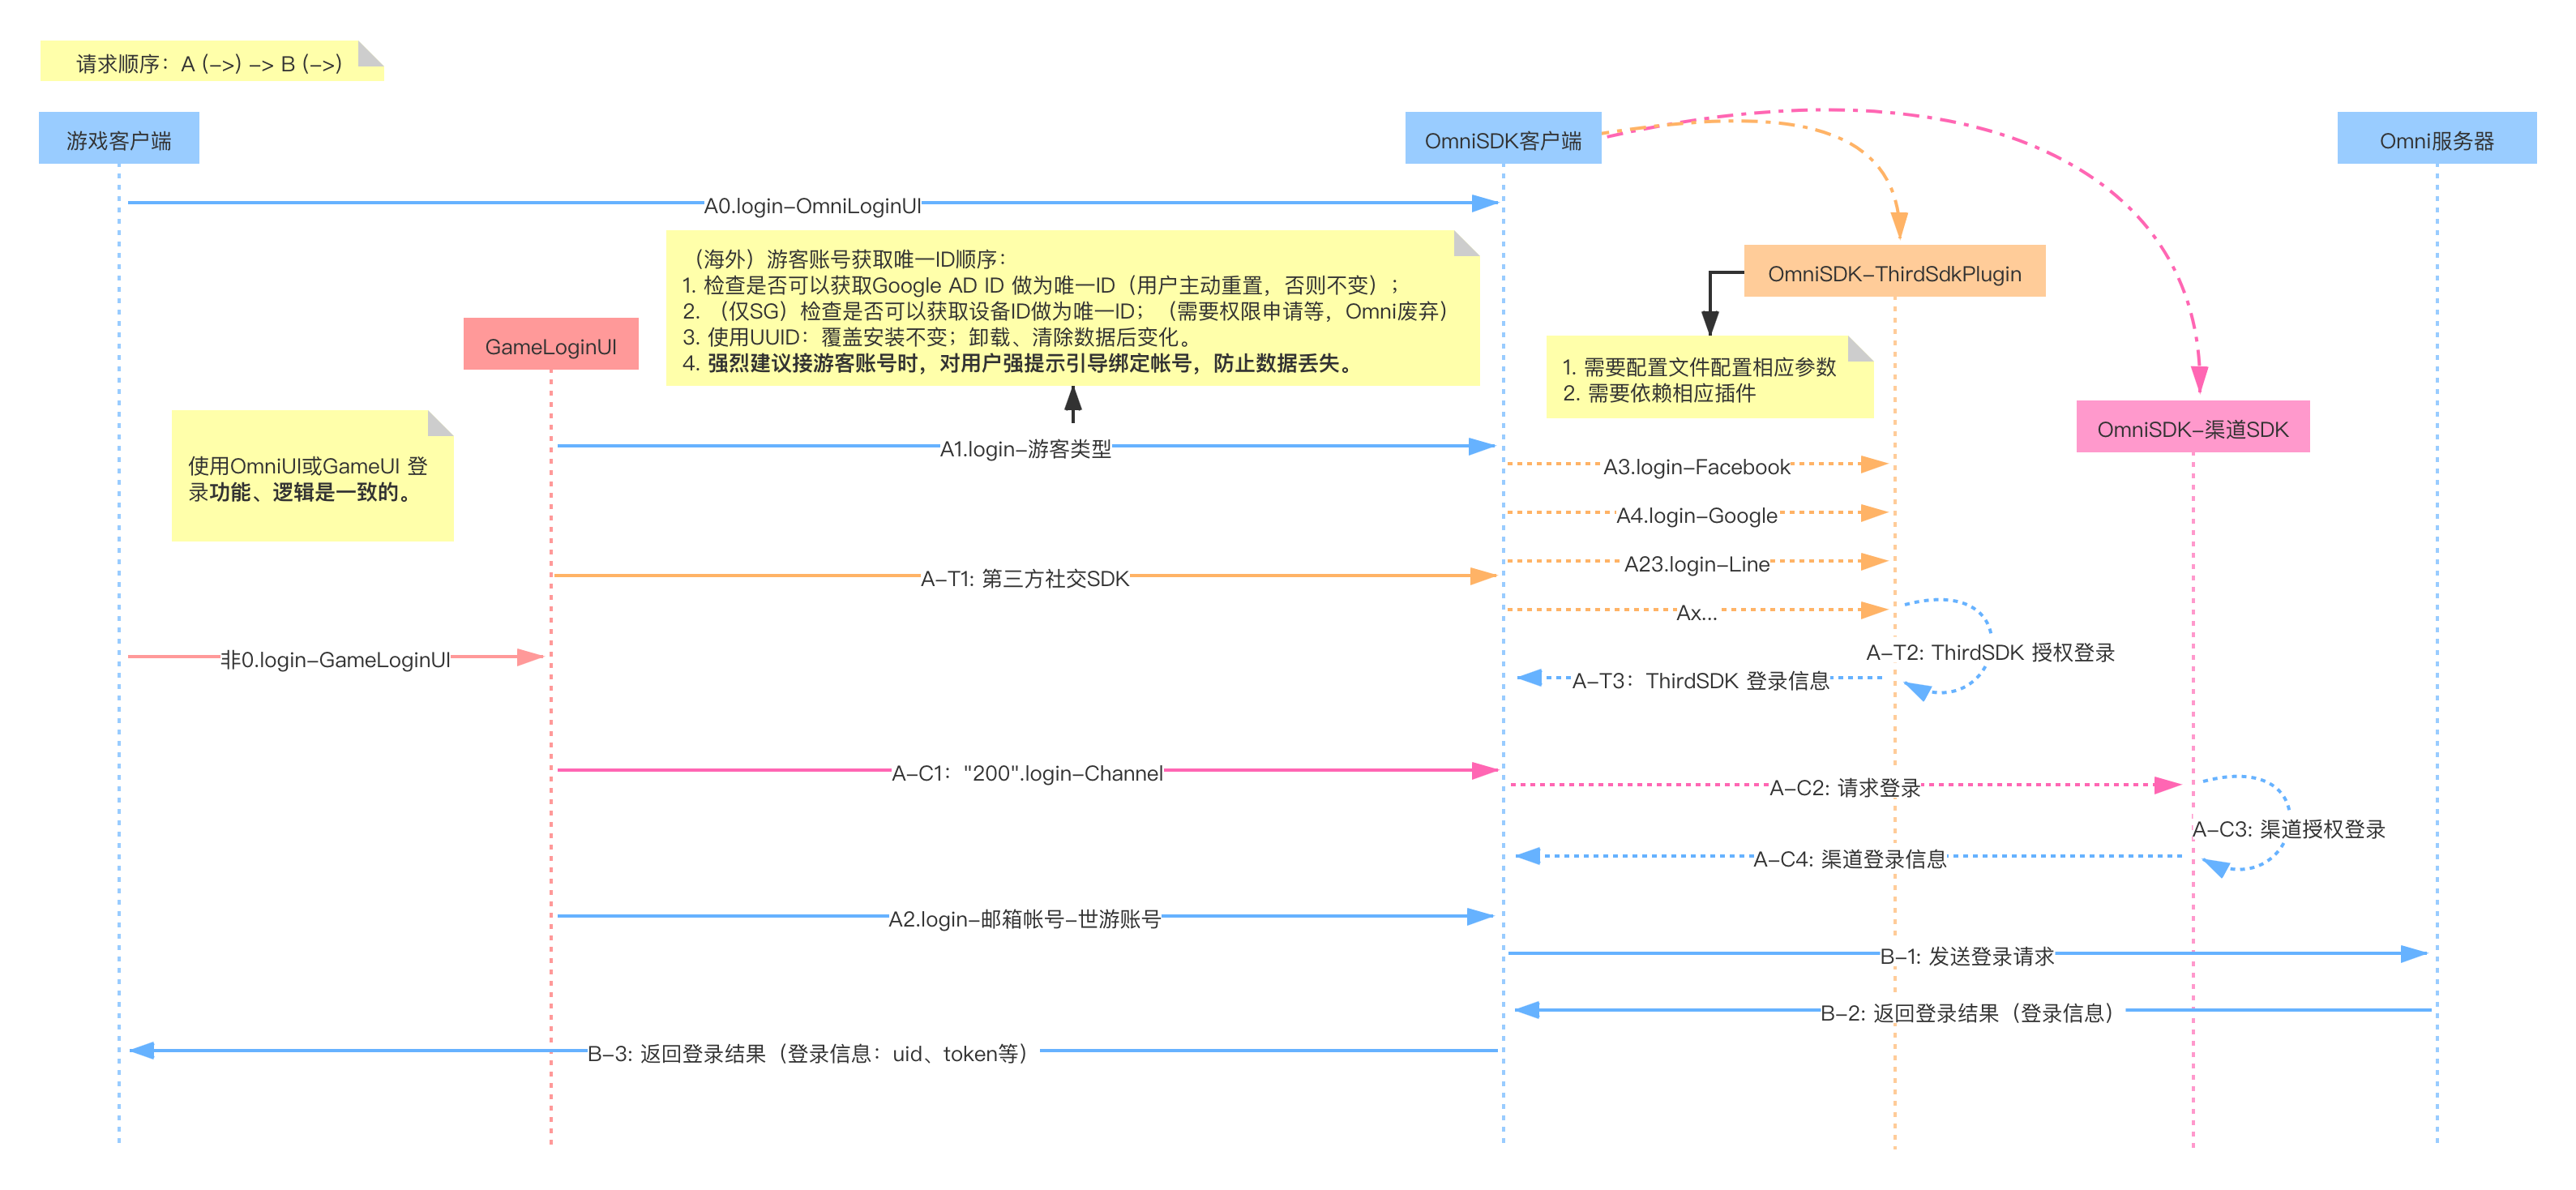 请求顺序：A (->) -> B (->)
游戏客户端
OmniSDK客户端
Omni服务器
A0.login-OmniLoginUI
（海外）游客账号获取唯一ID顺序：
1. 检查是否可以获取Google AD ID 做为唯一ID（用户主动重置，否则不变）；
2. （仅SG）检查是否可以获取设备ID做为唯一ID；（需要权限申请等，Omni废弃）
3. 使用UUID：覆盖安装不变；卸载、清除数据后变化。
4. 强烈建议接游客账号时，对用户强提示引导绑定帐号，防止数据丢失。
OmniSDK-ThirdSdkPlugin
GameLoginUI
1. 需要配置文件配置相应参数
2. 需要依赖相应插件
OmniSDK-渠道SDK
使用OmniUI或GameUI 登
录功能、逻辑是一致的。
A1.login-游客类型
A3.login-Facebook
A4.login-Google
A23.login-Line
A-T1: 第三方社交SDK
Ax...
非0.login-GameLoginUI
A-T2: ThirdSDK 授权登录
A-T3：ThirdSDK 登录信息
A-C1："200".login-Channel
A-C2: 请求登录
A-C3: 渠道授权登录
A-C4: 渠道登录信息
A2.login-邮箱帐号-世游账号
B-1: 发送登录请求
B-2: 返回登录结果（登录信息）
B-3: 返回登录结果（登录信息：uid、token等）